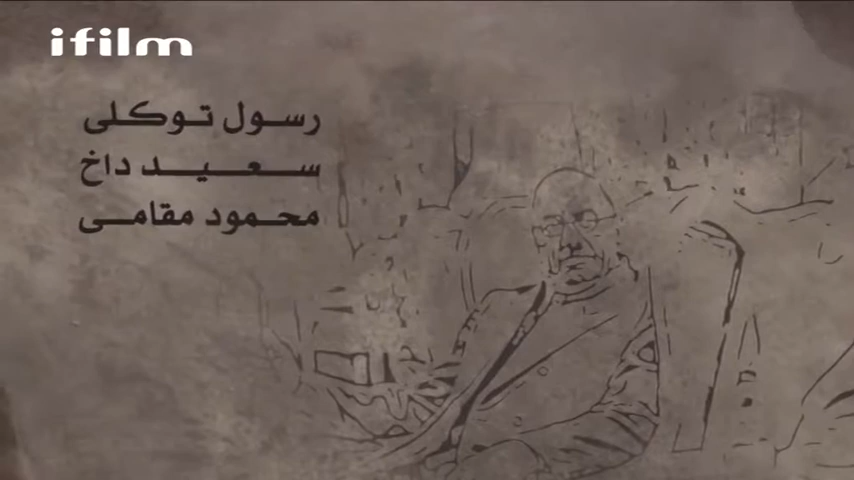 ifilm
رسول توکلی
سعید داخ
محمود مقامی